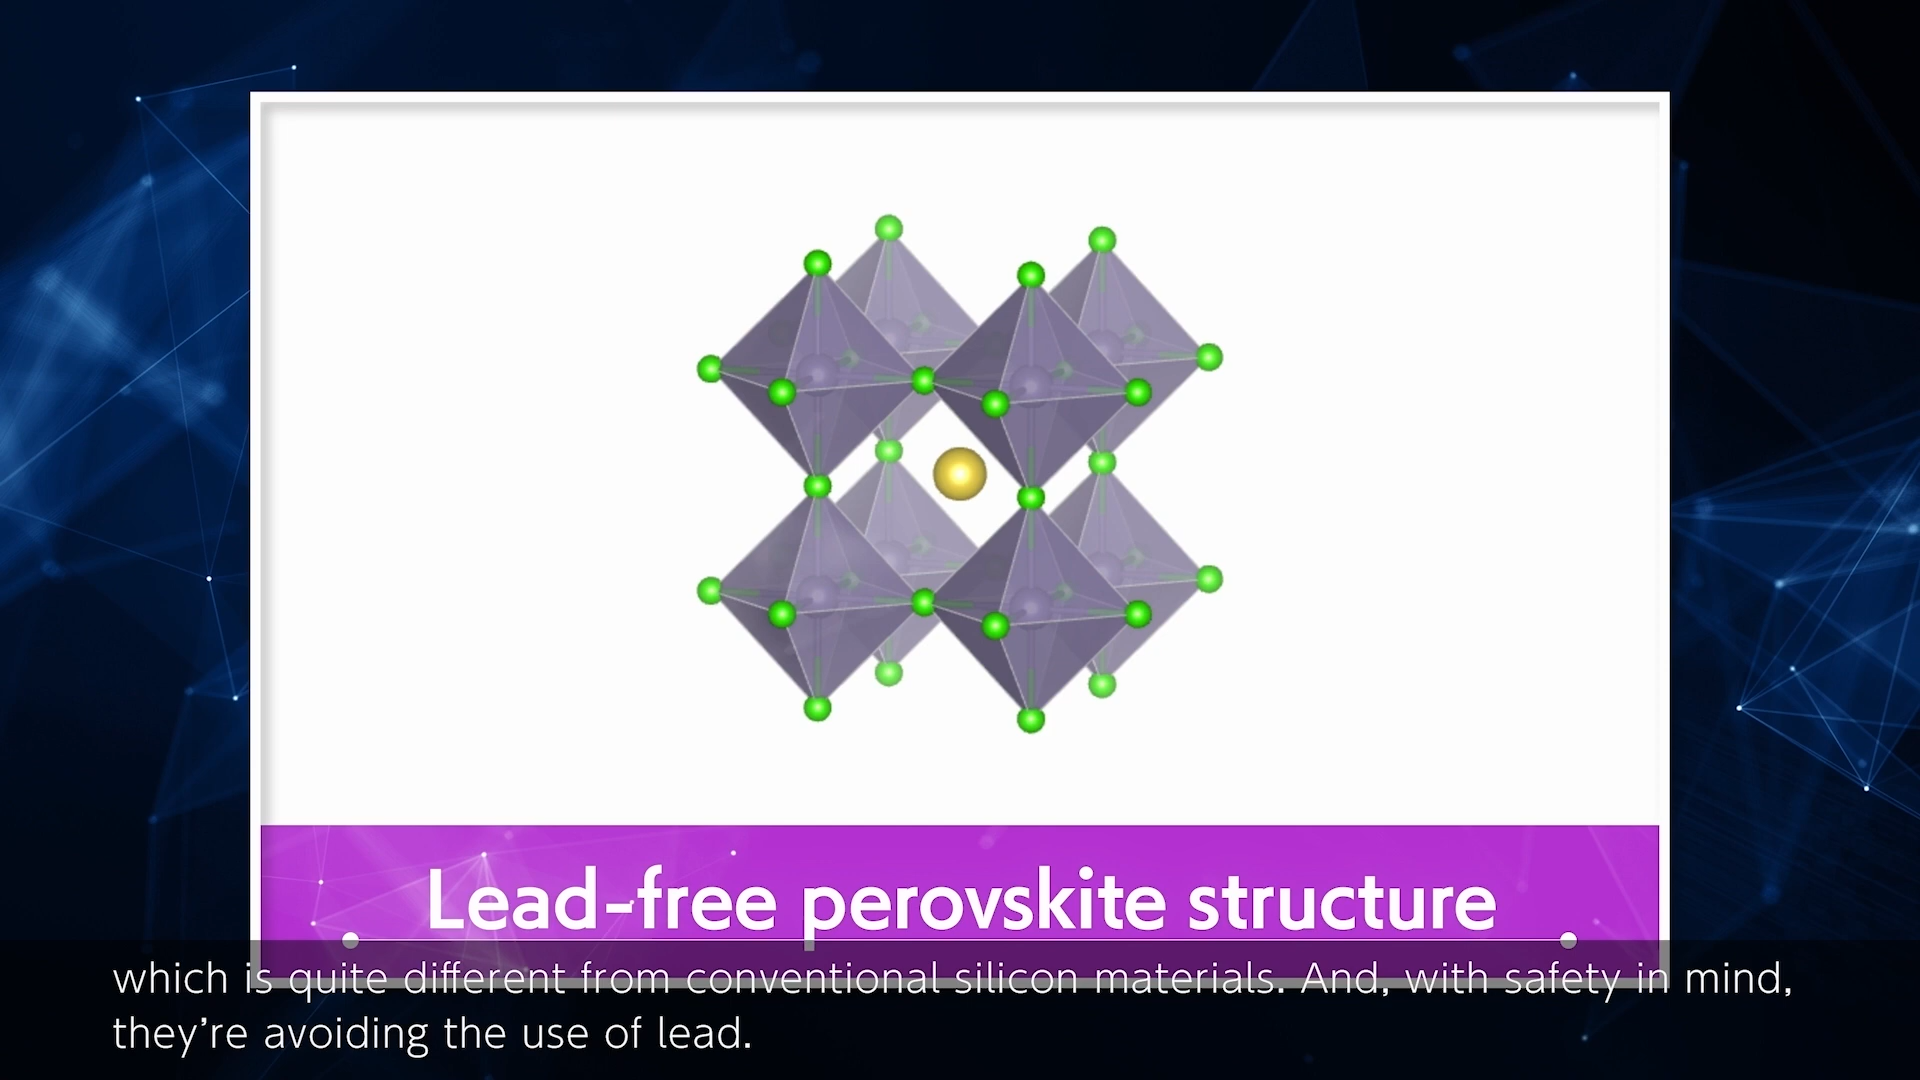 Lead-free perovskite structure
which is quite different from conventional silicon materials. And, with safety in mind,
they’re avoiding the use of lead.